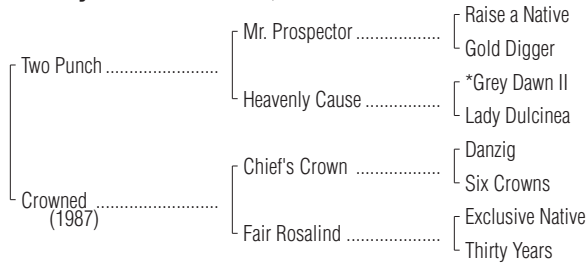 Raise a Native
Mr. Prospector ..................
Gold Digger
Two Punch ........................
*Grey Dawn II
Heavenly Cause ................
Lady Dulcinea
Danzig
Chief's Crown ..................
Six Crowns
Crowned ..........................
(1987)
Exclusive Native
Fair Rosalind ....................
Thirty Years